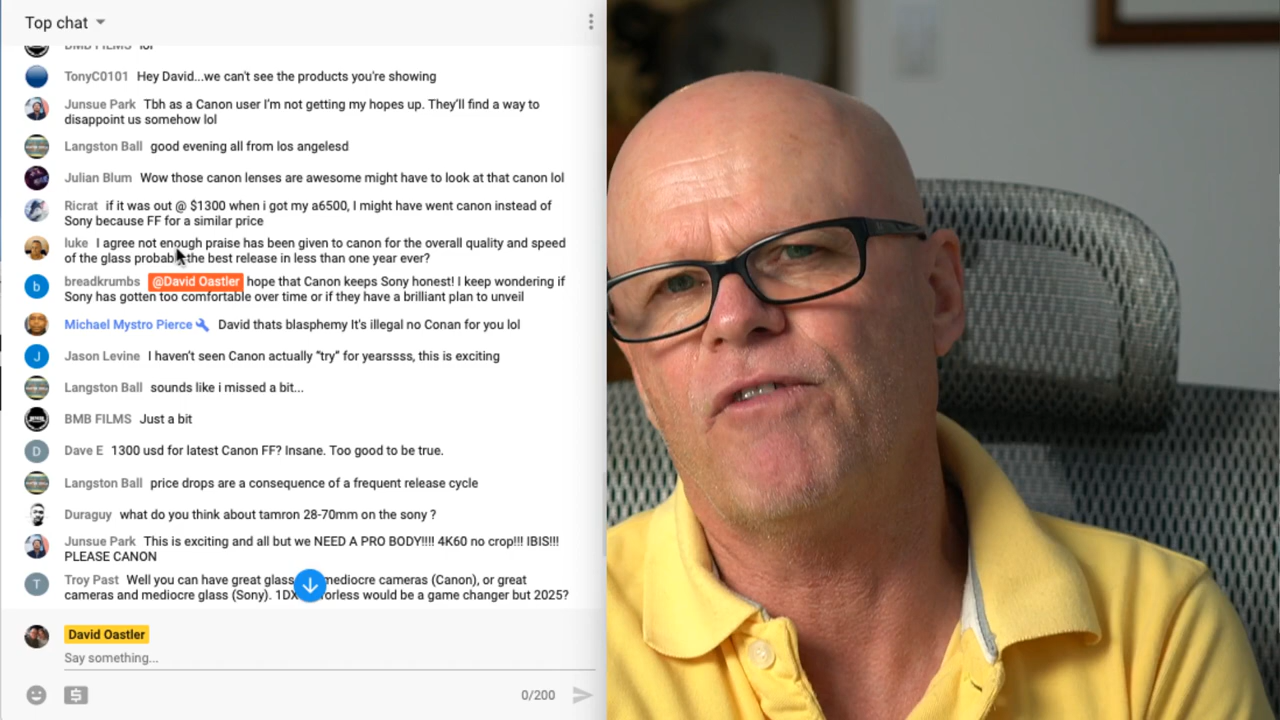 Top chat
DMB FILMS lol
TonyC0101 Hey David...we can't see the products you're showing
Junsue Park Tbh as a Canon user I'm not getting my hopes up. They'll find a way to
disappoint us somehow lol
Langston Ball good evening all from los angelesd
Julian Blum Wow those canon lenses are awesome might have to look at that canon lol
Ricrat if it was out @ $1300 when i got my a6500, I might have went canon instead of
Sony because FF for a similar price
luke I agree not enough praise has been given to canon for the overall quality and speed
of the glass probably the best release in less than one year ever?
breadkrumbs @David Oastler hope that Canon keeps Sony honest! I keep wondering if
Sony has gotten too comfortable over time or if they have a brilliant plan to unveil
Michael Mystro Pierce David thats blasphemy It's illegal no Conan for you lol
Jason Levine I haven't seen Canon actually “try” for yearssss, this is exciting
Langston Ball sounds like i missed a bit...
BMB FILMS Just a bit
Dave E 1300 usd for latest Canon FF? Insane. Too good to be true.
Langston Ball price drops are a consequence of a frequent release cycle
Duraguy what do you think about tamron 28-70mm on the sony ?
Junsue Park This is exciting and all but we NEED A PRO BODY!!!! 4K60 no crop!!! IBIS!!!
PLEASE CANON
Troy Past Well you can have great glass mediocre cameras (Canon), or great
cameras and mediocre glass (Sony). 1DX would be a game changer but 2025?
David Oastler
Say something...
0/200